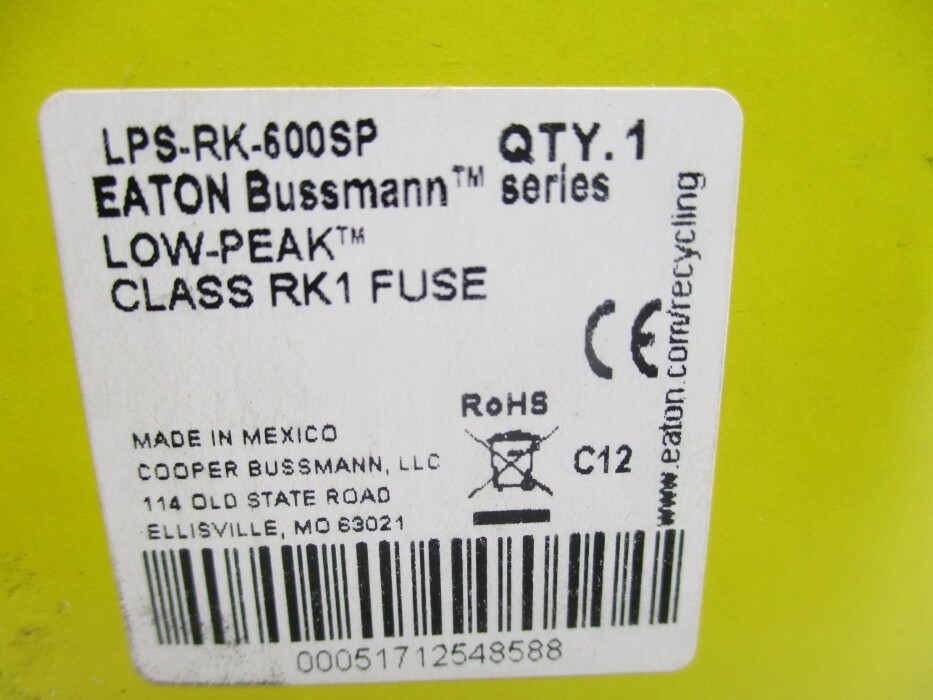 LPS-RK-600SP QTY. 1
EATON Bussmann™ series
LOW-PEAK™
CLASS RK1 FUSE
CE
www.eaton.com/recycling
RoHS
C12
MADE IN MEXICO
COOPER BUSSMANN, LLC
114 OLD STATE ROAD
ELLISVILLE, MO 63021
00051712548588